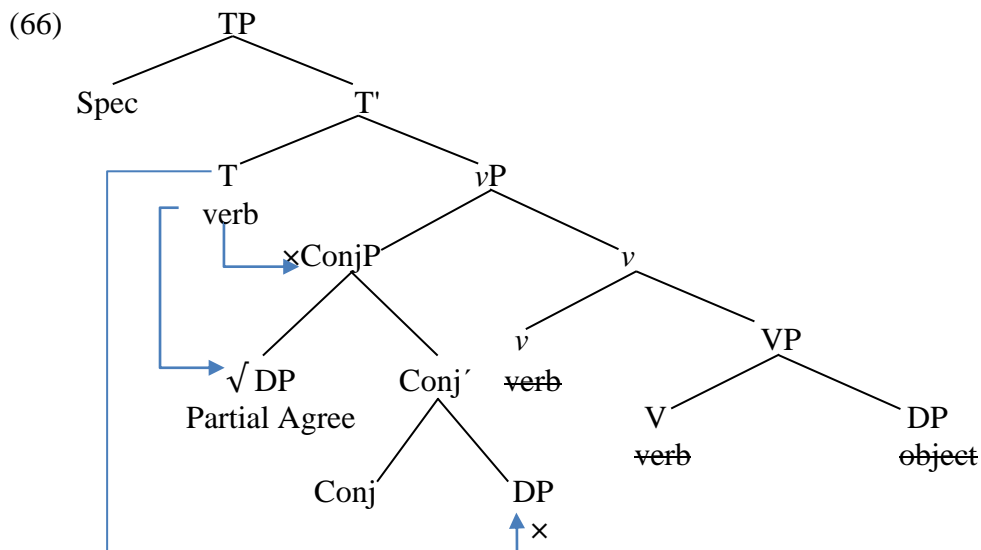 (66) TP
Spec T'
T vP
verb
×ConjP v
√ DP Conj´ v VP
verb
Partial Agree V DP
verb object
Conj DP
×